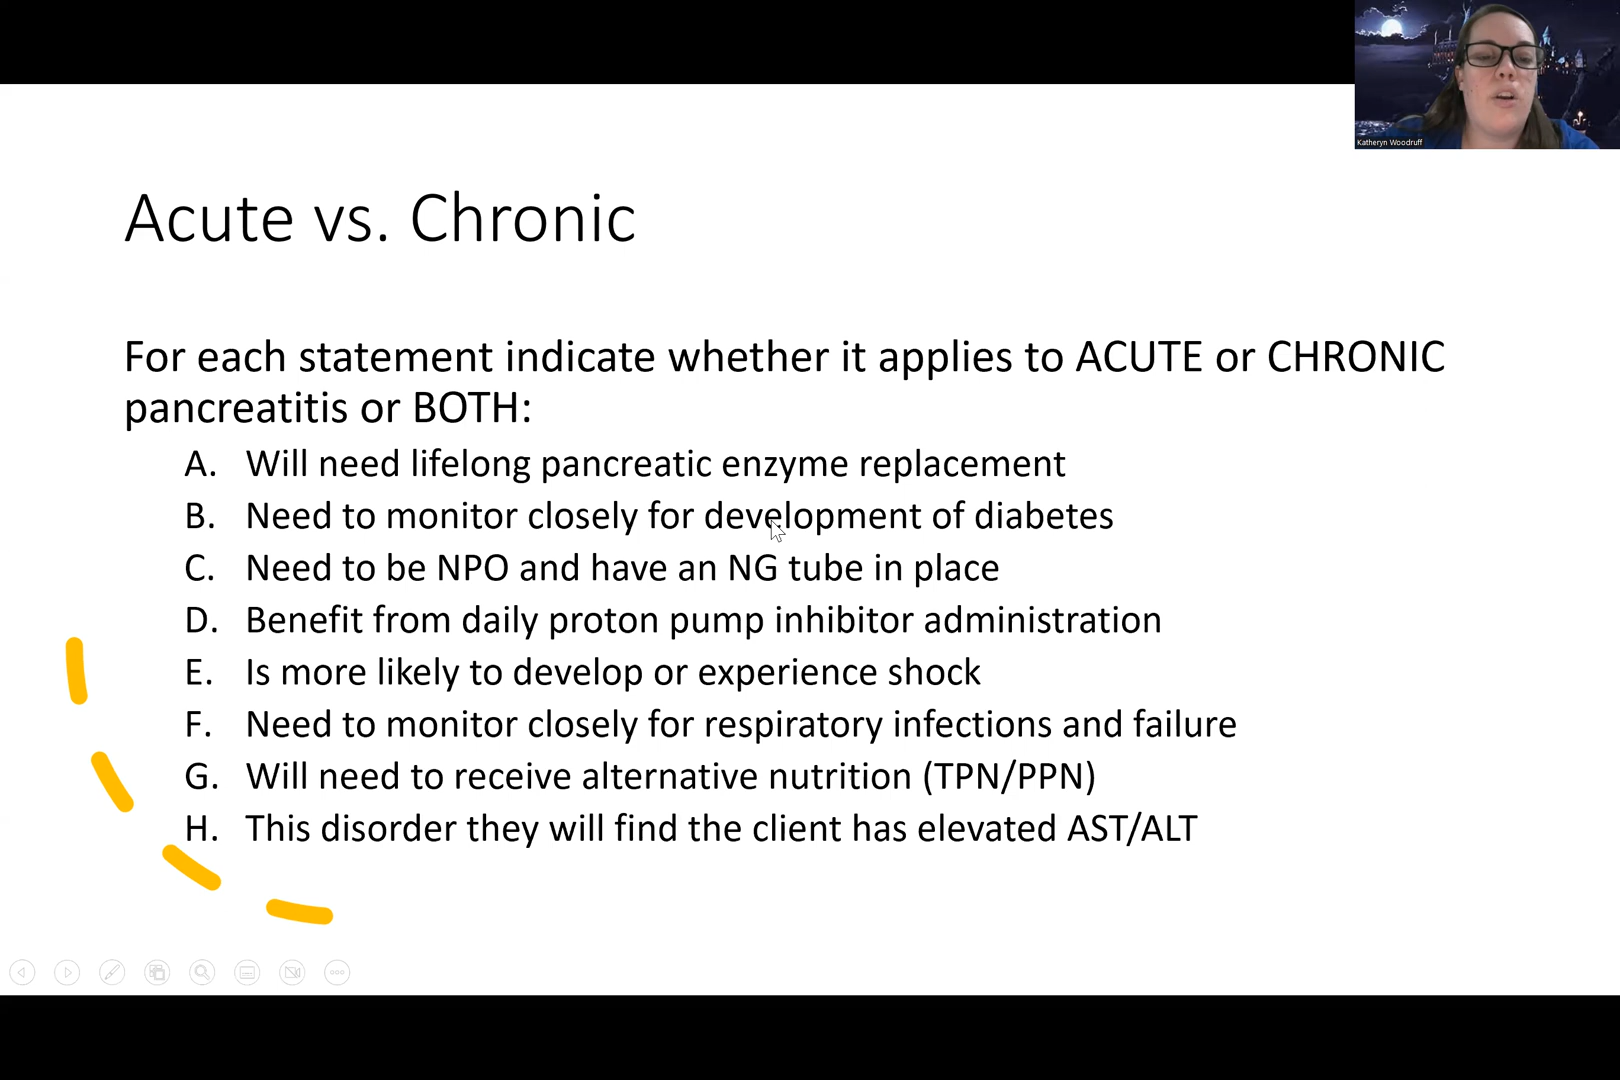 Katheryn Woodruff
Acute vs. Chronic
For each statement indicate whether it applies to ACUTE or CHRONIC
pancreatitis or BOTH:
A. Will need lifelong pancreatic enzyme replacement
B. Need to monitor closely for development of diabetes
C. Need to be NPO and have an NG tube in place
D. Benefit from daily proton pump inhibitor administration
E. Is more likely to develop or experience shock
F. Need to monitor closely for respiratory infections and failure
G. Will need to receive alternative nutrition (TPN/PPN)
H. This disorder they will find the client has elevated AST/ALT